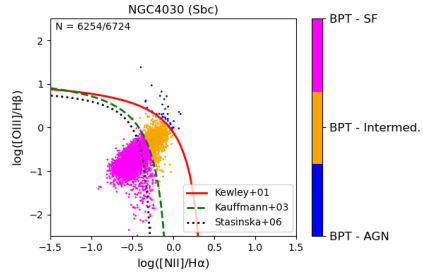 NGC4030 (Sbc)
N = 6254/6724
log([OIII]/Hβ)
2
1
0
−1
−2
−1.5
−1.0
−0.5
0.0
0.5
1.0
1.5
log([NII]/Hα)
Kewley+01
Kauffmann+03
Stasinska+06
BPT - SF
BPT - Intermed.
BPT - AGN